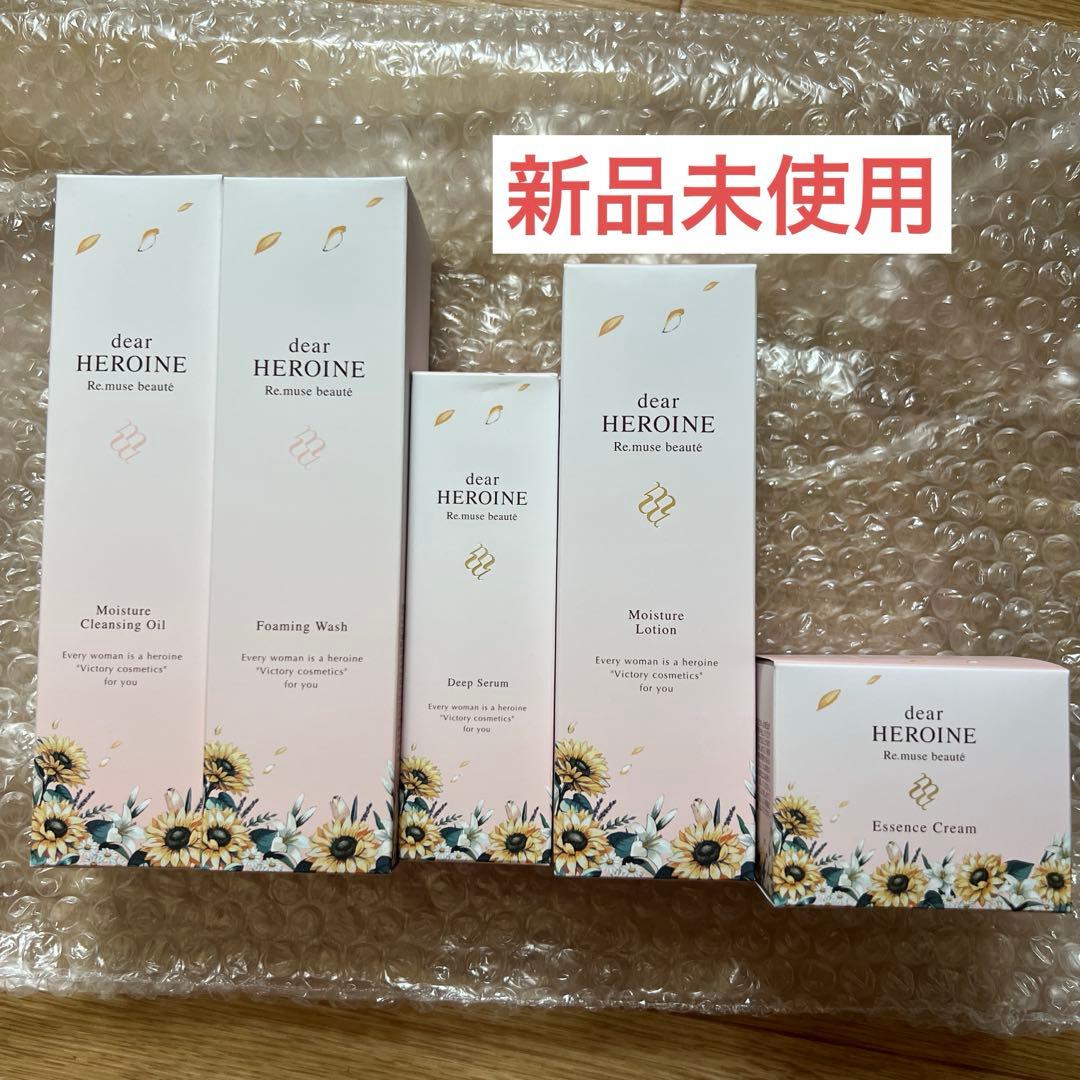 新品未使用
dear
HEROINE
Re.muse beauté
Moisture
Cleansing Oil
Every woman is a heroine
"Victory cosmetics"
for you
dear
HEROINE
Re.muse beauté
Foaming Wash
Every woman is a heroine
"Victory cosmetics"
for you
dear
HEROINE
Re.muse beauté
Deep Serum
Every woman is a heroine
"Victory cosmetics"
for you
dear
HEROINE
Re.muse beauté
Moisture
Lotion
Every woman is a heroine
"Victory cosmetics"
for you
dear
HEROINE
Re.muse beauté
Essence Cream